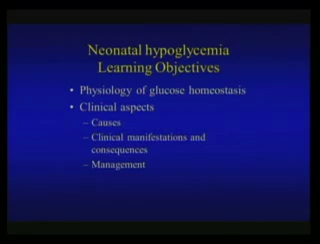 Neonatal hypoglycemia
Learning Objectives
• Physiology of glucose homeostasis
• Clinical aspects
– Causes
– Clinical manifestations and
consequences
– Management